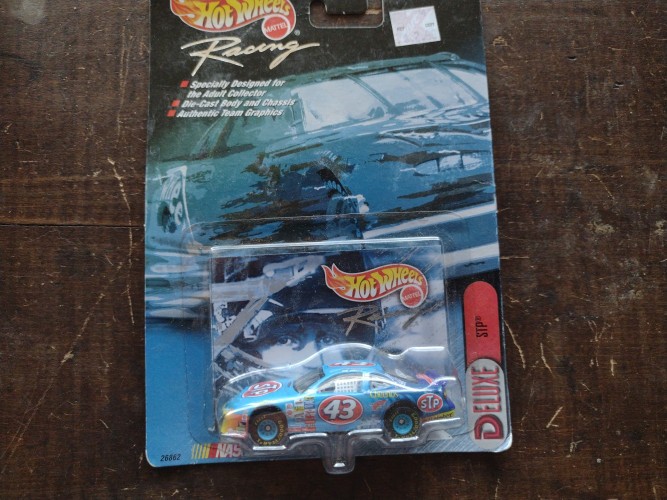 HOT WHEELS
MATTEL
Racing
Specially Designed for
the Adult Collector
Die-Cast Body and Chassis
Authentic Team Graphics
HOT WHEELS
MATTEL
STP
43
STP
STP®
DELUXE
26862
NAS